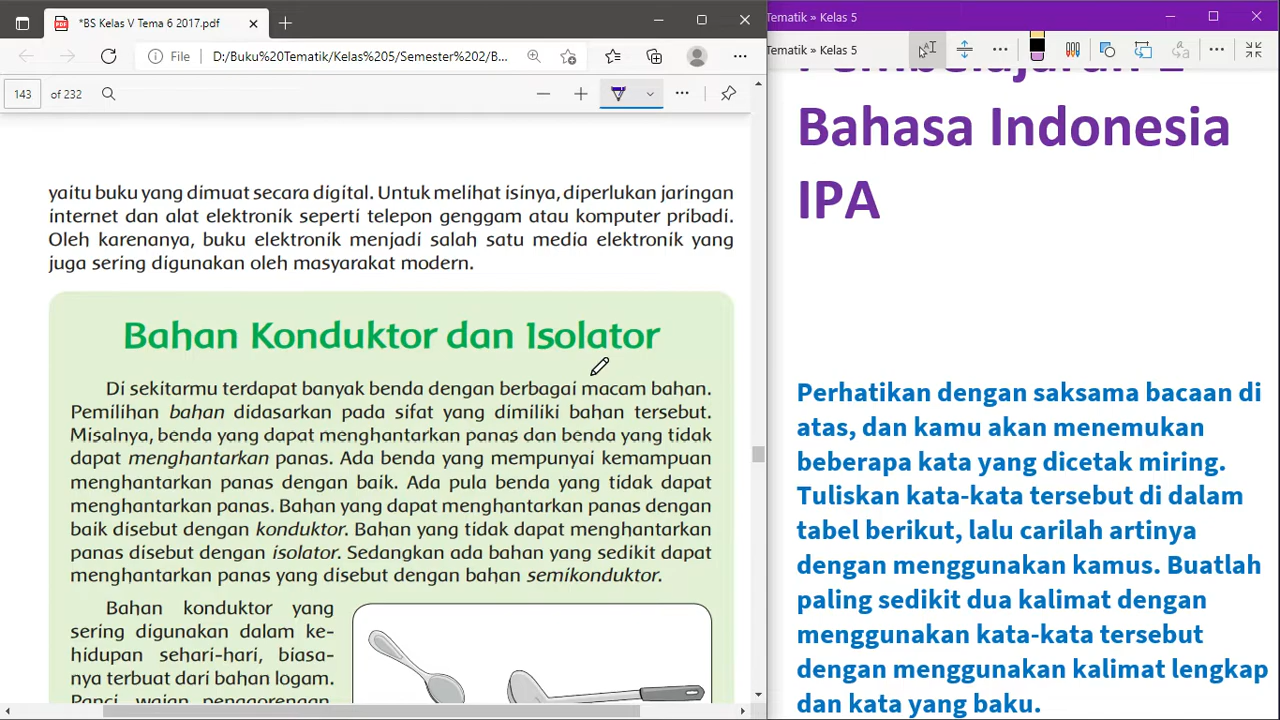 *BS Kelas V Tema 6 2017.pdf
File
D:/Buku%20Tematik/Kelas%205/Semester%202/B...
143
of 232
yaitu buku yang dimuat secara digital. Untuk melihat isinya, diperlukan jaringan
internet dan alat elektronik seperti telepon genggam atau komputer pribadi.
Oleh karenanya, buku elektronik menjadi salah satu media elektronik yang
juga sering digunakan oleh masyarakat modern.
Bahan Konduktor dan Isolator
Di sekitarmu terdapat banyak benda dengan berbagai macam bahan.
Pemilihan bahan didasarkan pada sifat yang dimiliki bahan tersebut.
Misalnya, benda yang dapat menghantarkan panas dan benda yang tidak
dapat menghantarkan panas. Ada benda yang mempunyai kemampuan
menghantarkan panas dengan baik. Ada pula benda yang tidak dapat
menghantarkan panas. Bahan yang dapat menghantarkan panas dengan
baik disebut dengan konduktor. Bahan yang tidak dapat menghantarkan
panas disebut dengan isolator. Sedangkan ada bahan yang sedikit dapat
menghantarkan panas yang disebut dengan bahan semikonduktor.
Bahan konduktor yang
sering digunakan dalam ke-
hidupan sehari-hari, biasa-
nya terbuat dari bahan logam.
Panci, wajan penggorengan,
Tematik » Kelas 5
Tematik » Kelas 5
Bahasa Indonesia
IPA
Perhatikan dengan saksama bacaan di
atas, dan kamu akan menemukan
beberapa kata yang dicetak miring.
Tuliskan kata-kata tersebut di dalam
tabel berikut, lalu carilah artinya
dengan menggunakan kamus. Buatlah
paling sedikit dua kalimat dengan
menggunakan kata-kata tersebut
dengan menggunakan kalimat lengkap
dan kata yang baku.